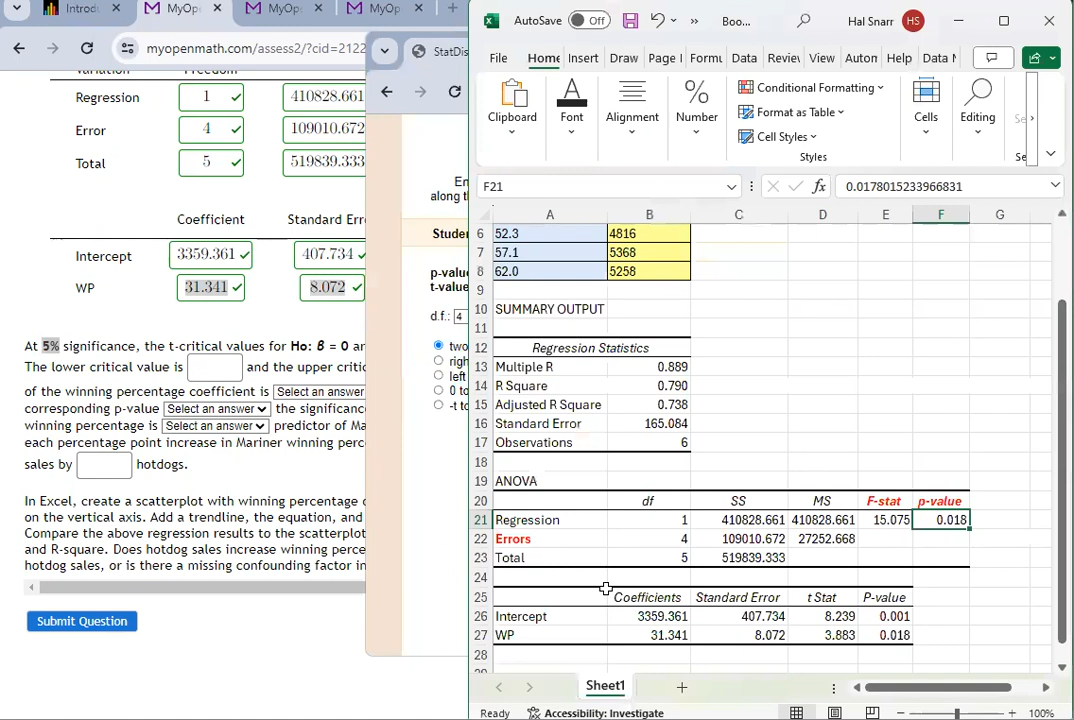 Introdu
MyOpe
MyOpe
MyOp
myopenmath.com/assess2/?cid=2122
Variation Freedom
Regression 1 410828.661
Error 4 109010.672
Total 5 519839.333
Coefficient Standard Err
Intercept 3359.361 407.734
WP 31.341 8.072
At 5% significance, the t-critical values for Ho: B = 0 ar
The lower critical value is and the upper critic
of the winning percentage coefficient is Select an answer
corresponding p-value Select an answer the significance
winning percentage is Select an answer predictor of Ma
each percentage point increase in Mariner winning perc
sales by hotdogs.
In Excel, create a scatterplot with winning percentage o
on the vertical axis. Add a trendline, the equation, and
Compare the above regression results to the scatterplot
and R-square. Does hotdog sales increase winning perce
hotdog sales, or is there a missing confounding factor in
Submit Question
StatDis
En
along th
Studen
p-value
t-value
d.f.: 4
two
righ
left
0 to
-t to
AutoSave Off Boo... Hal Snarr HS
File Home Insert Draw Page l Formu Data Reviev View Autom Help Data M
Clipboard Font Alignment Number
Conditional Formatting
Format as Table
Cell Styles
Styles
Cells Editing Se
Se
F21 fx 0.0178015233966831
A B C D E F G
6 52.3 4816
7 57.1 5368
8 62.0 5258
9
10 SUMMARY OUTPUT
11
12 Regression Statistics
13 Multiple R 0.889
14 R Square 0.790
15 Adjusted R Square 0.738
16 Standard Error 165.084
17 Observations 6
18
19 ANOVA
20 df SS MS F-stat p-value
21 Regression 1 410828.661 410828.661 15.075 0.018
22 Errors 4 109010.672 27252.668
23 Total 5 519839.333
24
25 Coefficients Standard Error t Stat P-value
26 Intercept 3359.361 407.734 8.239 0.001
27 WP 31.341 8.072 3.883 0.018
28
Sheet1
Ready Accessibility: Investigate 100%